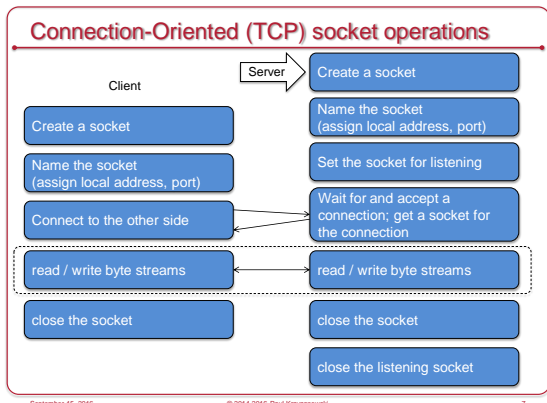 Connection-Oriented (TCP) socket operations
Client
Create a socket
Name the socket
(assign local address, port)
Connect to the other side
read / write byte streams
close the socket
Server
Create a socket
Name the socket
(assign local address, port)
Set the socket for listening
Wait for and accept a
connection; get a socket for
the connection
read / write byte streams
close the socket
close the listening socket